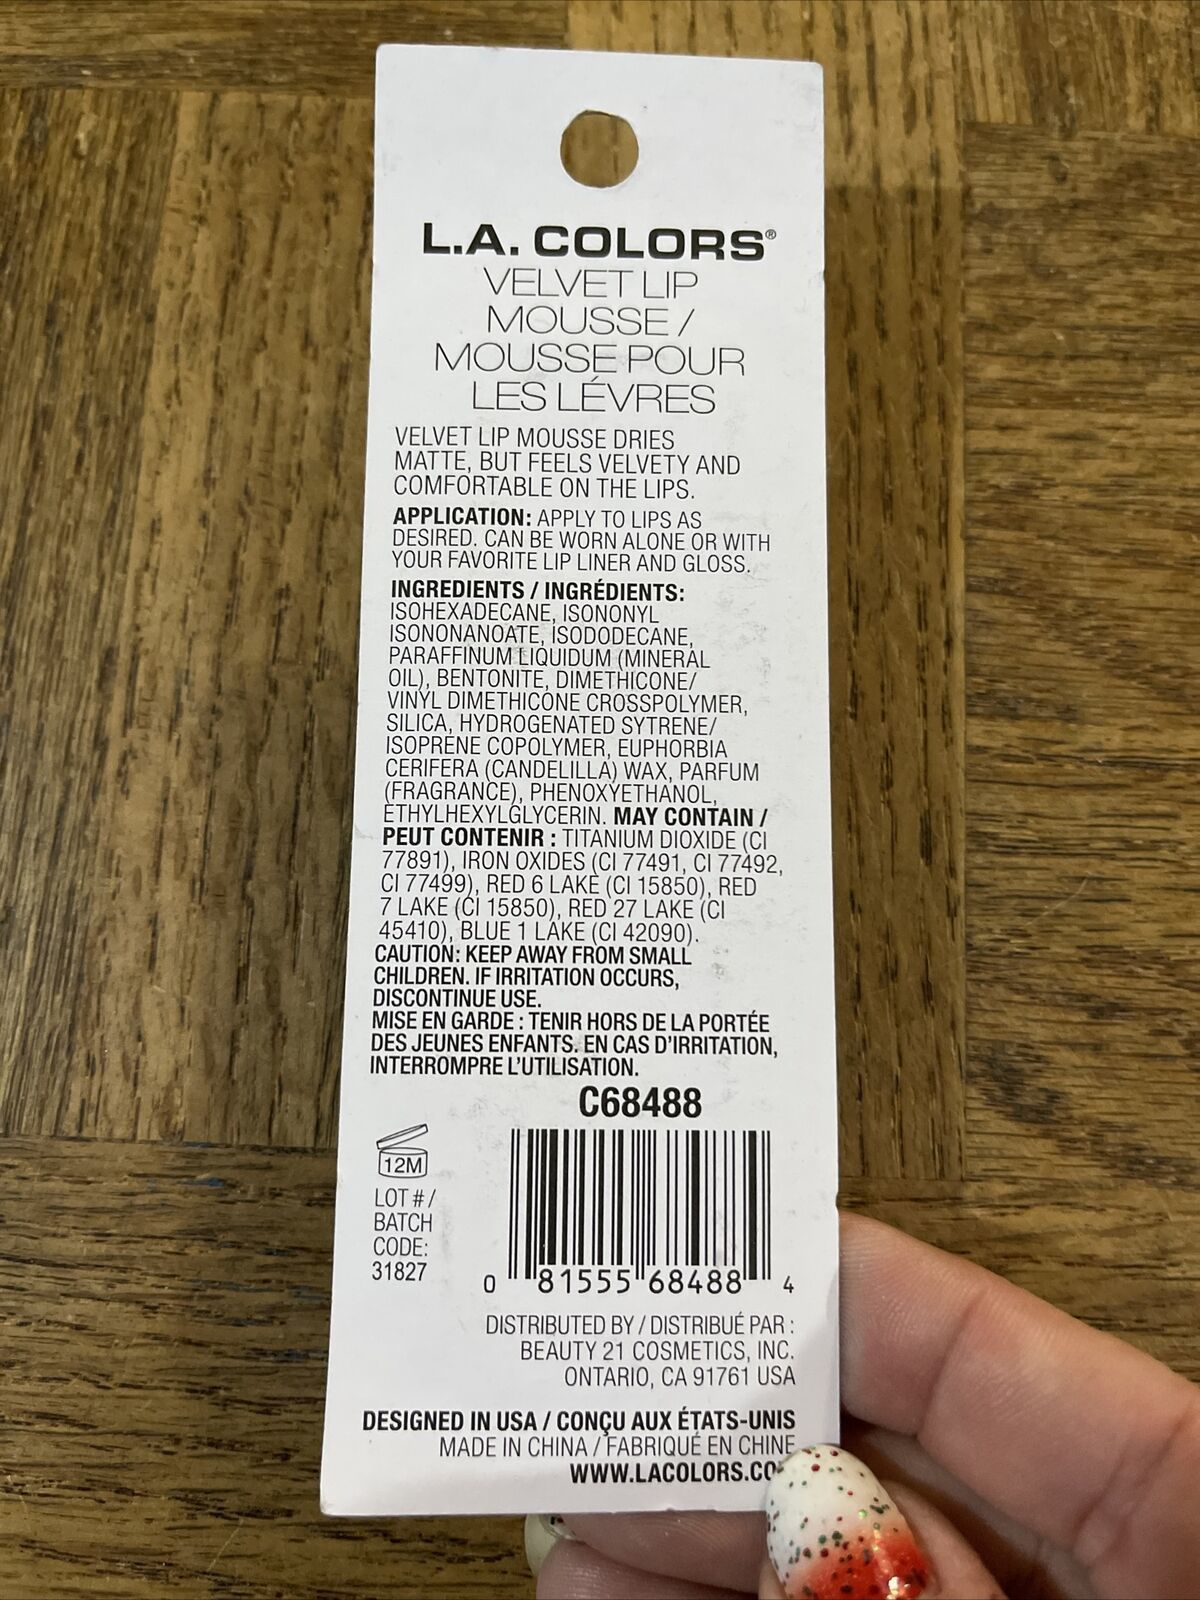 L.A. COLORS®
VELVET LIP
MOUSSE /
MOUSSE POUR
LES LÉVRES
VELVET LIP MOUSSE DRIES
MATTE, BUT FEELS VELVETY AND
COMFORTABLE ON THE LIPS.
APPLICATION: APPLY TO LIPS AS
DESIRED. CAN BE WORN ALONE OR WITH
YOUR FAVORITE LIP LINER AND GLOSS.
INGREDIENTS / INGRÉDIENTS:
ISOHEXADECANE, ISONONYL
ISONONANOATE, ISODODECANE,
PARAFFINUM LIQUIDUM (MINERAL
OIL), BENTONITE, DIMETHICONE/
VINYL DIMETHICONE CROSSPOLYMER,
SILICA, HYDROGENATED SYTRENE/
ISOPRENE COPOLYMER, EUPHORBIA
CERIFERA (CANDELILLA) WAX, PARFUM
(FRAGRANCE), PHENOXYETHANOL,
ETHYLHEXYLGLYCERIN. MAY CONTAIN /
PEUT CONTENIR : TITANIUM DIOXIDE (CI
77891), IRON OXIDES (CI 77491, CI 77492,
CI 77499), RED 6 LAKE (CI 15850), RED
7 LAKE (CI 15850), RED 27 LAKE (CI
45410), BLUE 1 LAKE (CI 42090).
CAUTION: KEEP AWAY FROM SMALL
CHILDREN. IF IRRITATION OCCURS,
DISCONTINUE USE.
MISE EN GARDE : TENIR HORS DE LA PORTÉE
DES JEUNES ENFANTS. EN CAS D'IRRITATION,
INTERROMPRE L'UTILISATION.
C68488
12M
LOT # /
BATCH
CODE:
31827
0 81555 68488 4
DISTRIBUTED BY / DISTRIBUÉ PAR :
BEAUTY 21 COSMETICS, INC.
ONTARIO, CA 91761 USA
DESIGNED IN USA / CONÇU AUX ÉTATS-UNIS
MADE IN CHINA / FABRIQUÉ EN CHINE
WWW.LACOLORS.CO